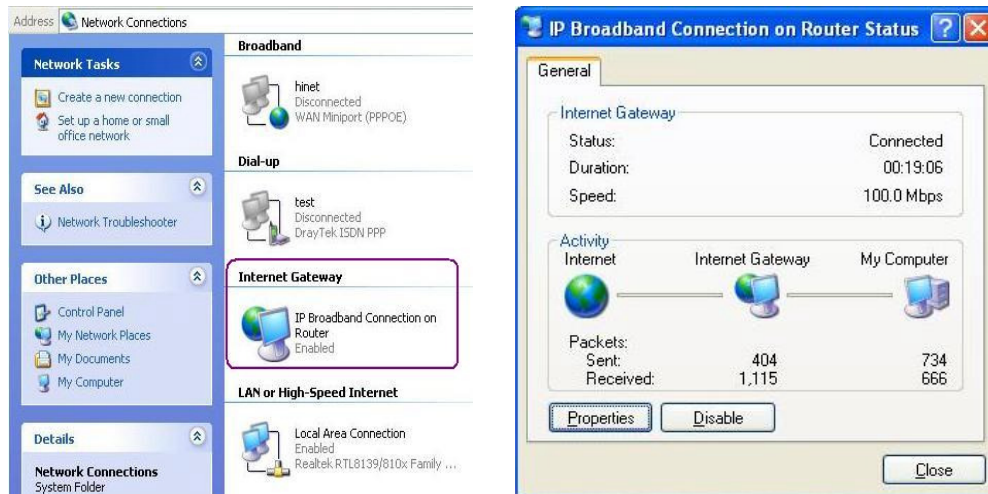 Address Network Connections
Network Tasks
Create a new connection
Set up a home or small
office network
See Also
Network Troubleshooter
Other Places
Control Panel
My Network Places
My Documents
My Computer
Details
Network Connections
System Folder
Broadband
hinet
Disconnected
WAN Miniport (PPPOE)
Dial-up
test
Disconnected
DrayTek ISDN PPP
Internet Gateway
IP Broadband Connection on
Router
Enabled
LAN or High-Speed Internet
Local Area Connection
Enabled
Realtek RTL8139/810x Family ...
IP Broadband Connection on Router Status
General
Internet Gateway
Status: Connected
Duration: 00:19:06
Speed: 100.0 Mbps
Activity
Internet Internet Gateway My Computer
Packets:
Sent: 404 734
Received: 1,115 666
Properties Disable
Close